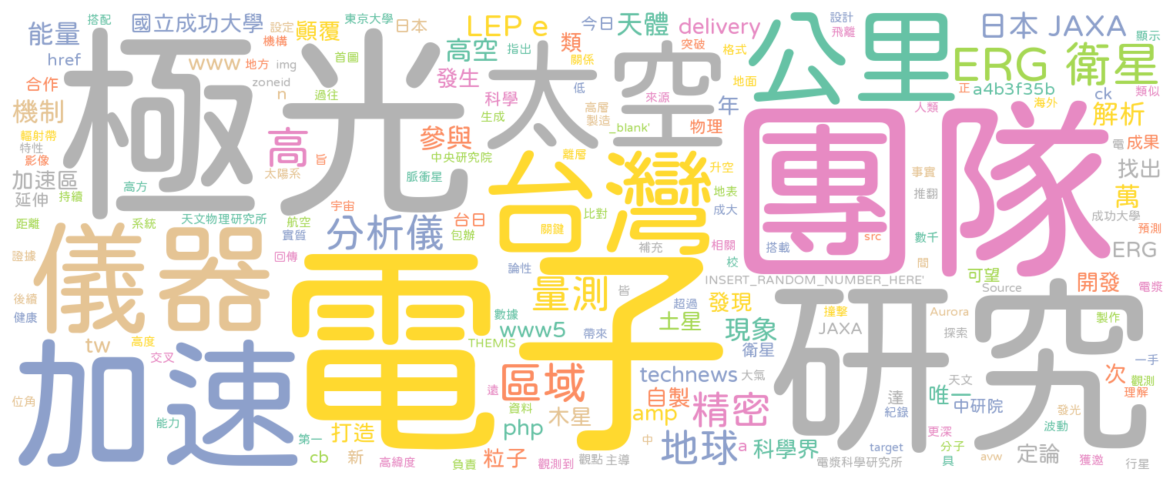 搭配 國立成功大學 設定 東京大學 日本 LEP e 今日 天體 delivery 設計 日本 JAXA
能量 顛覆 機構 飛離 顯示
href www 地方 img 首圖 高空 指出 類 關係 突破 格式 公里 ERG 衛星
合作 極光 zoneid 發生 太空 低 地面 正 a4b3f35b 類似
機制 n 過往 科學 來源 年 人類 海外 ck 解析
輻射帶 高 參與 生成 高層 製造 _blank' 物理 團隊 電 成果
特性 影像 旨 太陽系 中央研究院 離層 升空 事實 找出
加速區 高方 宇宙 脈衝星 台灣 地表 推翻 萬
延伸 持續 成大 成功大學
距離 系統 天文物理研究所 航空 實質 分析儀 台日 包辦 關鍵 比對 相關 搭載 src 數千 ERG 預測
證據 儀器 回傳 論性 補充 校 間
電子 量測 皆 INSERT_RANDOM_NUMBER_HERE' 可望 開發 電漿
後續 數據 超過 發現 撞擊 Source
健康 www5 帶來 土星 現象 JAXA Aurora 研究 製作
tw 高度 THEMIS 衛星 探索
加速 交叉 區域 technews 大氣 次 一手 觀測
位角 遠 資料 木星 自製 amp 精密 達 紀錄 唯一 天文 中研院 理解
能力 打造 php 中 發光 波動
第一 cb 新 高緯度 負責 粒子 觀測到 觀點 主導 地球 a 科學界 電漿科學研究所 target 更深 具 分子 avw 定論 獲邀 行星